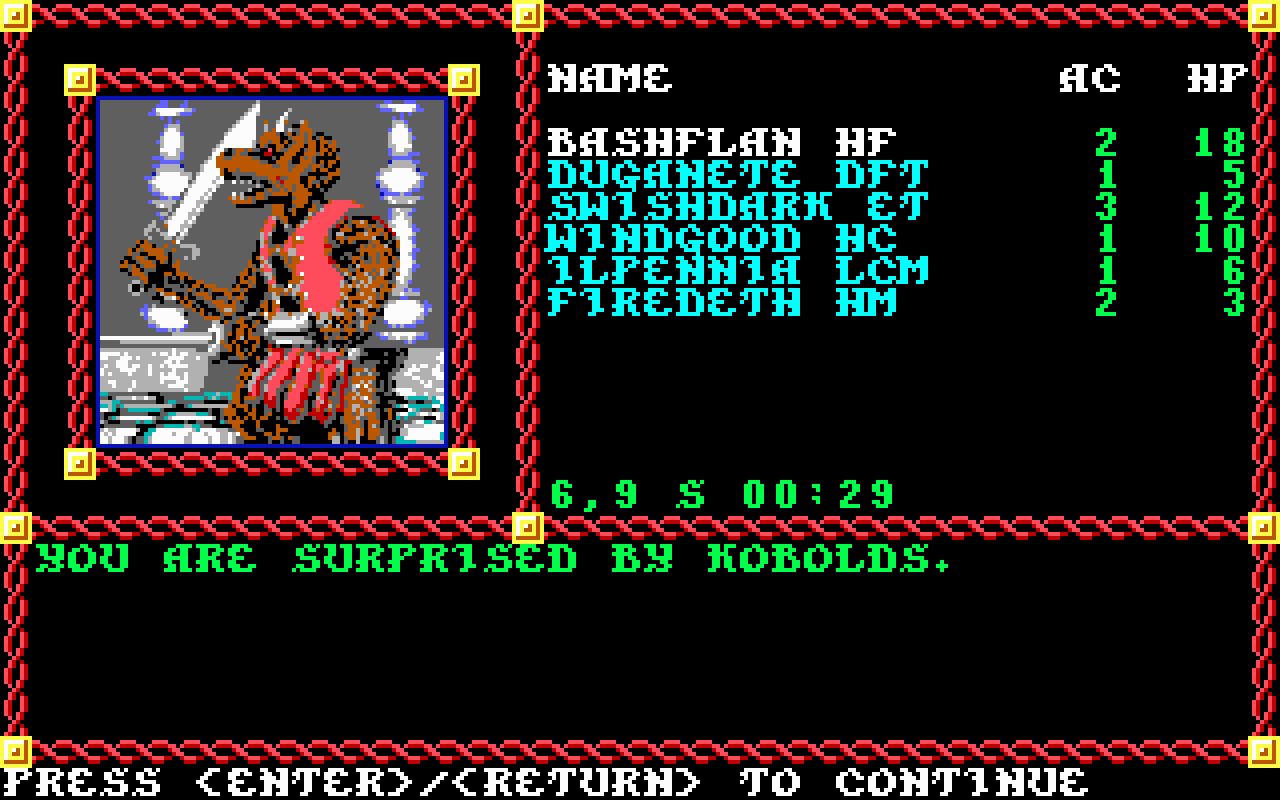 NAME AC HP
BASHFLAN HF 2 18
DUGANETE DFT 1 5
SWISHDARK ET 3 12
WINDGOOD HC 1 10
ILPENNIA LCM 1 6
FIREDETH HM 2 3
6,9 S 00:29
YOU ARE SURPRISED BY KOBOLDS.
PRESS <ENTER>/<RETURN> TO CONTINUE